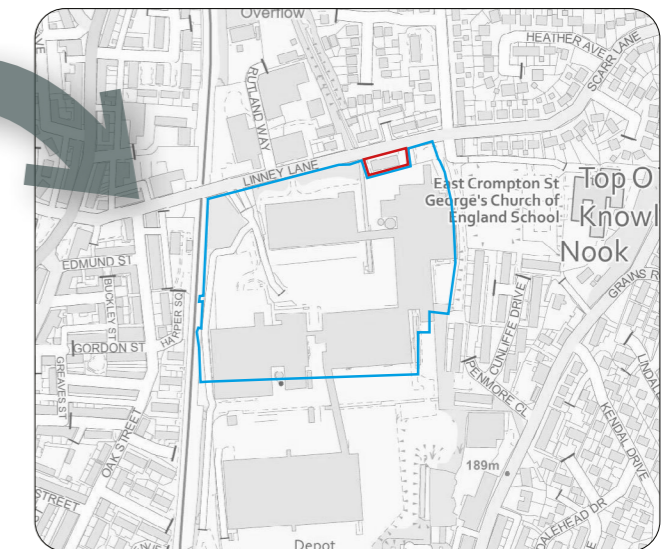 Overflow
HEATHER AVE
SCARR LANE
RUTLAND WAY
LINNEY LANE
East Crompton St
George's Church of
England School
Top O
Knowl
Nook
EDMUND ST
BUCKLEY ST
HARPER SQ
GORDON ST
GREAVES ST
OAK STREET
STREET
GRAINS R
CUNLIFFE DRIVE
PENMORE CL
LINDAL
KENDAL DRIVE
189m
DALEHEAD DR
Depot